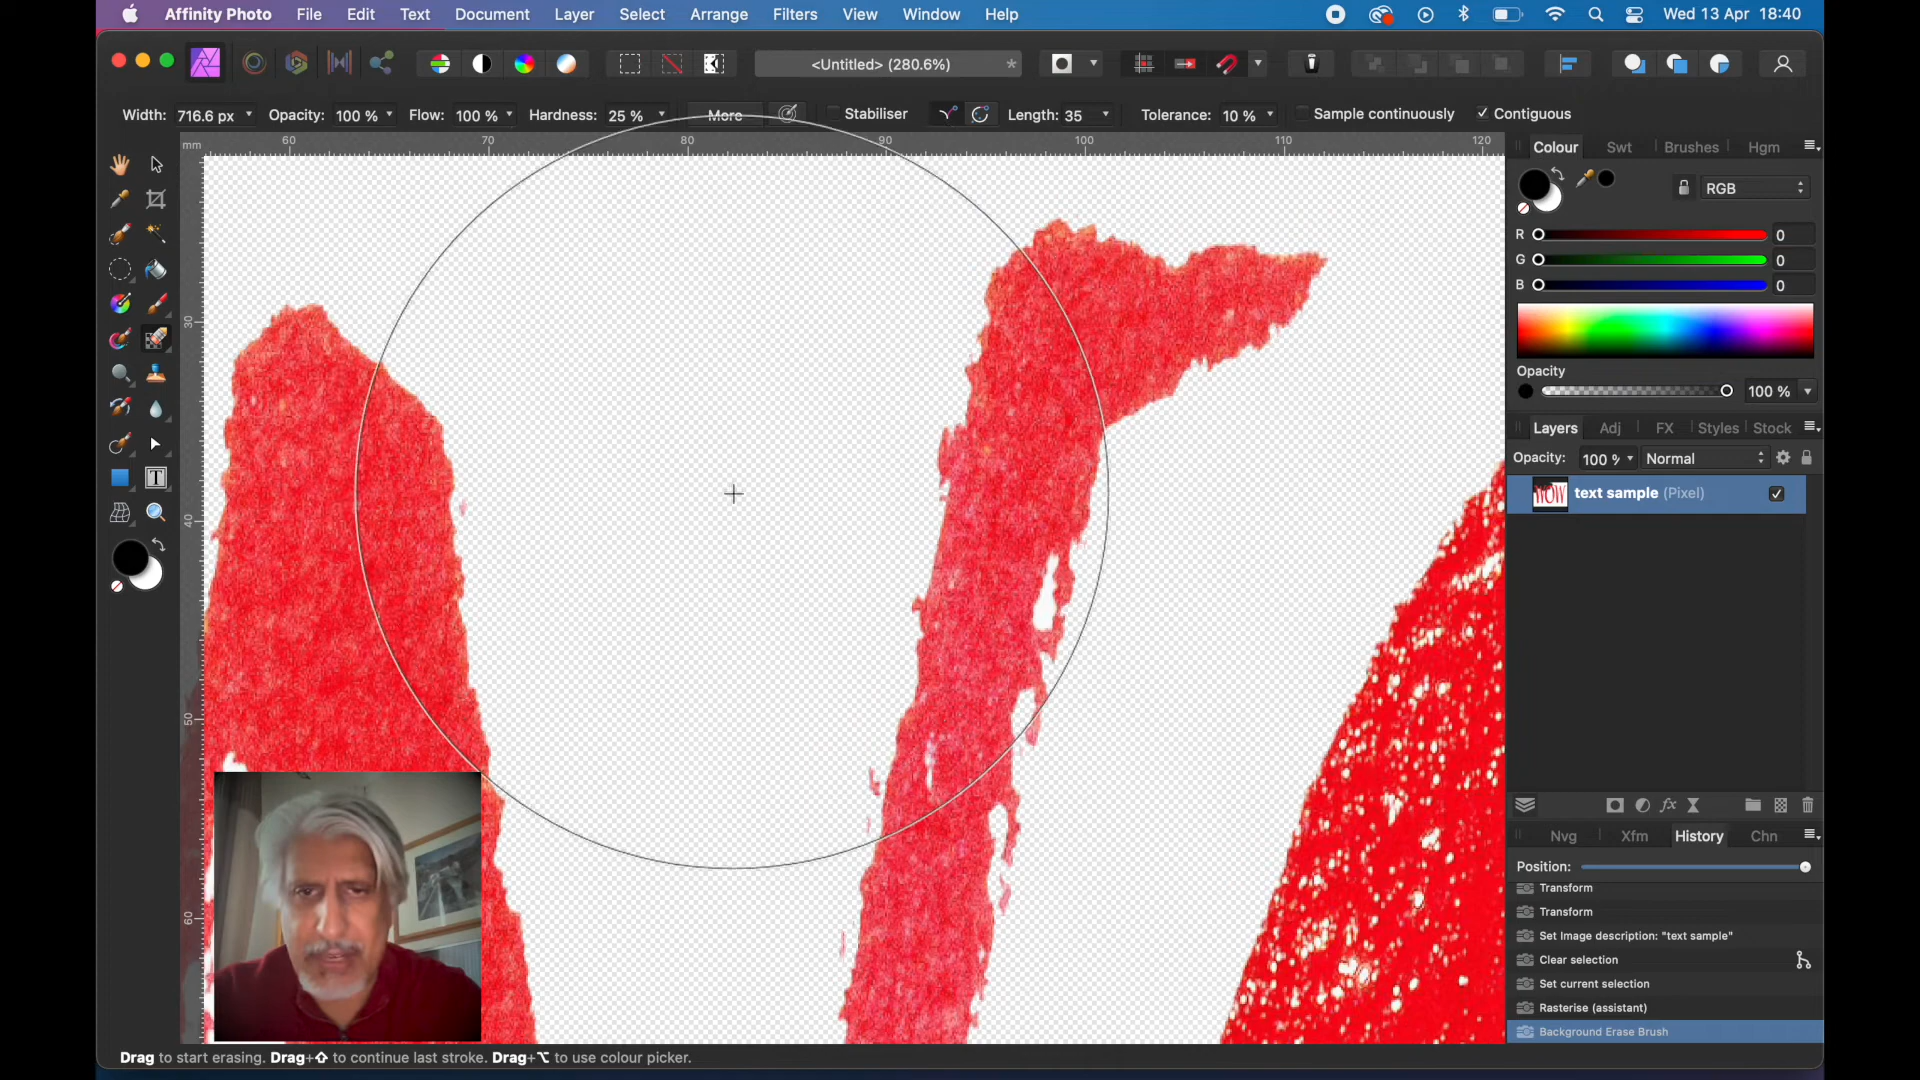 Affinity Photo File Edit Text Document Layer Select Arrange Filters View Window Help Wed 13 Apr 18:40
<Untitled> (280.6%) *
Width: 716.6 px Opacity: 100 % Flow: 100 % Hardness: 25 % More Stabiliser Length: 35 Tolerance: 10 % Sample continuously Contiguous
mm 60 70 80 90 100 110 120
30
40
50
60
Colour Swt Brushes Hgm
RGB
R 0
G 0
B 0
Opacity
100 %
Layers Adj FX Styles Stock
Opacity: 100 % Normal
WOW text sample (Pixel)
fx
Nvg Xfm History Chn
Position:
Transform
Transform
Set Image description: "text sample"
Clear selection
Set current selection
Rasterise (assistant)
Background Erase Brush
Drag to start erasing. Drag+⇧ to continue last stroke. Drag+⌥ to use colour picker.